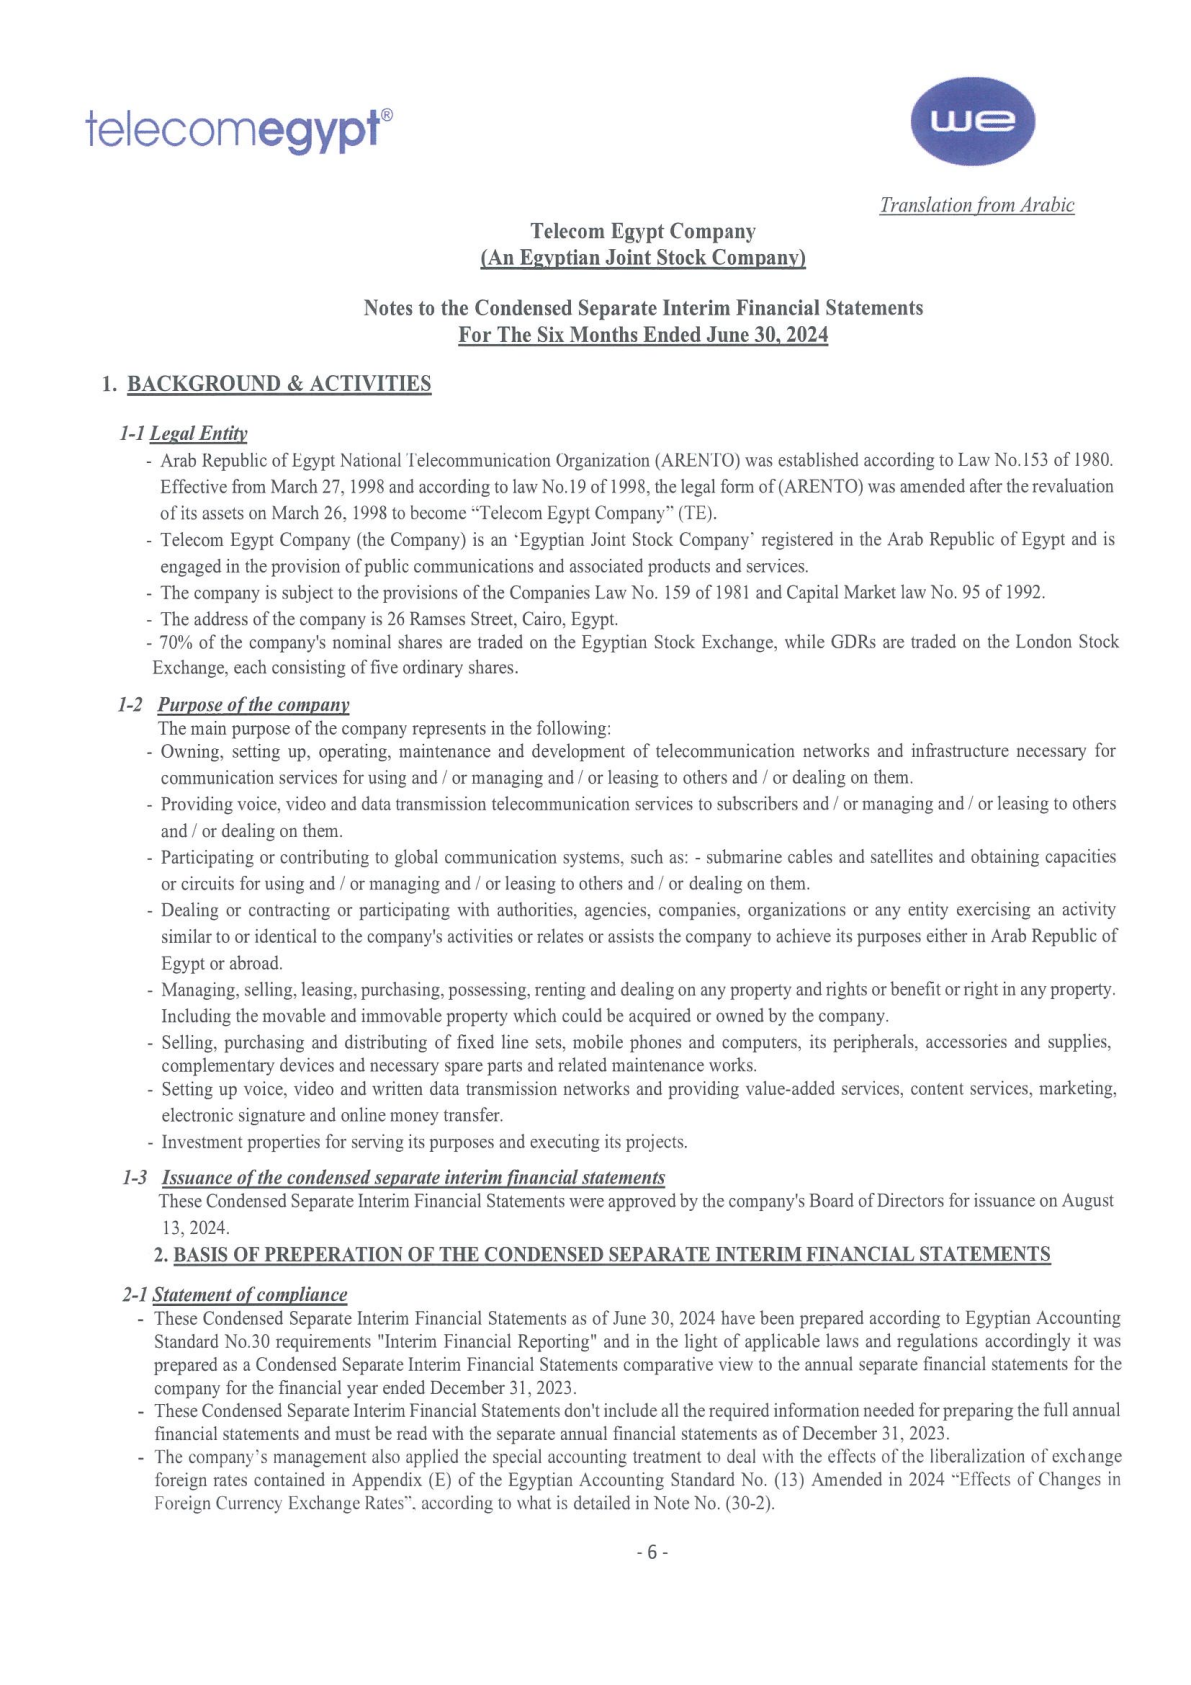 telecomegypt®
we
Translation from Arabic
Telecom Egypt Company
(An Egyptian Joint Stock Company)
Notes to the Condensed Separate Interim Financial Statements
For The Six Months Ended June 30, 2024
1. BACKGROUND & ACTIVITIES
1-1 Legal Entity
- Arab Republic of Egypt National Telecommunication Organization (ARENTO) was established according to Law No.153 of 1980.
Effective from March 27, 1998 and according to law No.19 of 1998, the legal form of (ARENTO) was amended after the revaluation
of its assets on March 26, 1998 to become “Telecom Egypt Company” (TE).
- Telecom Egypt Company (the Company) is an ‘Egyptian Joint Stock Company’ registered in the Arab Republic of Egypt and is
engaged in the provision of public communications and associated products and services.
- The company is subject to the provisions of the Companies Law No. 159 of 1981 and Capital Market law No. 95 of 1992.
- The address of the company is 26 Ramses Street, Cairo, Egypt.
- 70% of the company's nominal shares are traded on the Egyptian Stock Exchange, while GDRs are traded on the London Stock
Exchange, each consisting of five ordinary shares.
1-2 Purpose of the company
The main purpose of the company represents in the following:
- Owning, setting up, operating, maintenance and development of telecommunication networks and infrastructure necessary for
communication services for using and / or managing and / or leasing to others and / or dealing on them.
- Providing voice, video and data transmission telecommunication services to subscribers and / or managing and / or leasing to others
and / or dealing on them.
- Participating or contributing to global communication systems, such as: - submarine cables and satellites and obtaining capacities
or circuits for using and / or managing and / or leasing to others and / or dealing on them.
- Dealing or contracting or participating with authorities, agencies, companies, organizations or any entity exercising an activity
similar to or identical to the company's activities or relates or assists the company to achieve its purposes either in Arab Republic of
Egypt or abroad.
- Managing, selling, leasing, purchasing, possessing, renting and dealing on any property and rights or benefit or right in any property.
Including the movable and immovable property which could be acquired or owned by the company.
- Selling, purchasing and distributing of fixed line sets, mobile phones and computers, its peripherals, accessories and supplies,
complementary devices and necessary spare parts and related maintenance works.
- Setting up voice, video and written data transmission networks and providing value-added services, content services, marketing,
electronic signature and online money transfer.
- Investment properties for serving its purposes and executing its projects.
1-3 Issuance of the condensed separate interim financial statements
These Condensed Separate Interim Financial Statements were approved by the company's Board of Directors for issuance on August
13, 2024.
2. BASIS OF PREPERATION OF THE CONDENSED SEPARATE INTERIM FINANCIAL STATEMENTS
2-1 Statement of compliance
- These Condensed Separate Interim Financial Statements as of June 30, 2024 have been prepared according to Egyptian Accounting
Standard No.30 requirements "Interim Financial Reporting" and in the light of applicable laws and regulations accordingly it was
prepared as a Condensed Separate Interim Financial Statements comparative view to the annual separate financial statements for the
company for the financial year ended December 31, 2023.
- These Condensed Separate Interim Financial Statements don't include all the required information needed for preparing the full annual
financial statements and must be read with the separate annual financial statements as of December 31, 2023.
- The company’s management also applied the special accounting treatment to deal with the effects of the liberalization of exchange
foreign rates contained in Appendix (E) of the Egyptian Accounting Standard No. (13) Amended in 2024 “Effects of Changes in
Foreign Currency Exchange Rates”. according to what is detailed in Note No. (30-2).
- 6 -